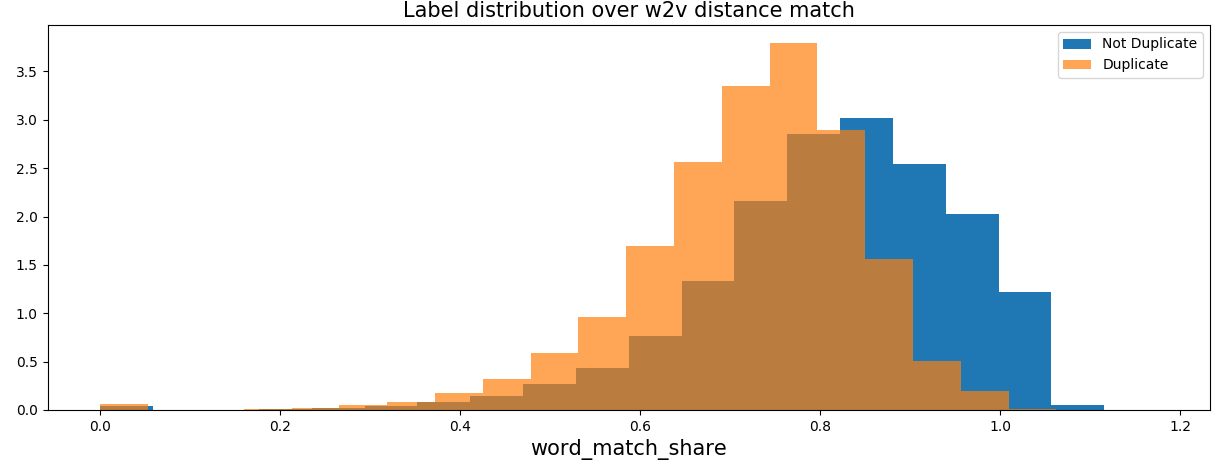 Label distribution over w2v distance match
Not Duplicate
Duplicate
3.5
3.0
2.5
2.0
1.5
1.0
0.5
0.0
0.0 0.2 0.4 0.6 0.8 1.0 1.2
word_match_share